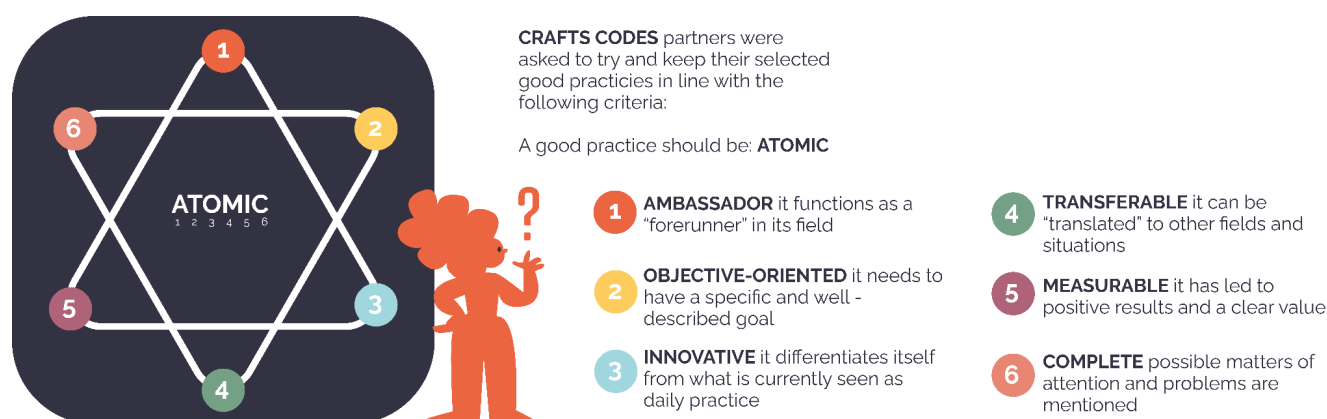 1
6
2
ATOMIC
1 2 3 4 5 6
5
3
4
CRAFTS CODES partners were
asked to try and keep their selected
good practicies in line with the
following criteria:
A good practice should be: ATOMIC
?
1 AMBASSADOR it functions as a
"forerunner" in its field
2 OBJECTIVE-ORIENTED it needs to
have a specific and well -
described goal
3 INNOVATIVE it differentiates itself
from what is currently seen as
daily practice
4 TRANSFERABLE it can be
"translated" to other fields and
situations
5 MEASURABLE it has led to
positive results and a clear value
6 COMPLETE possible matters of
attention and problems are
mentioned